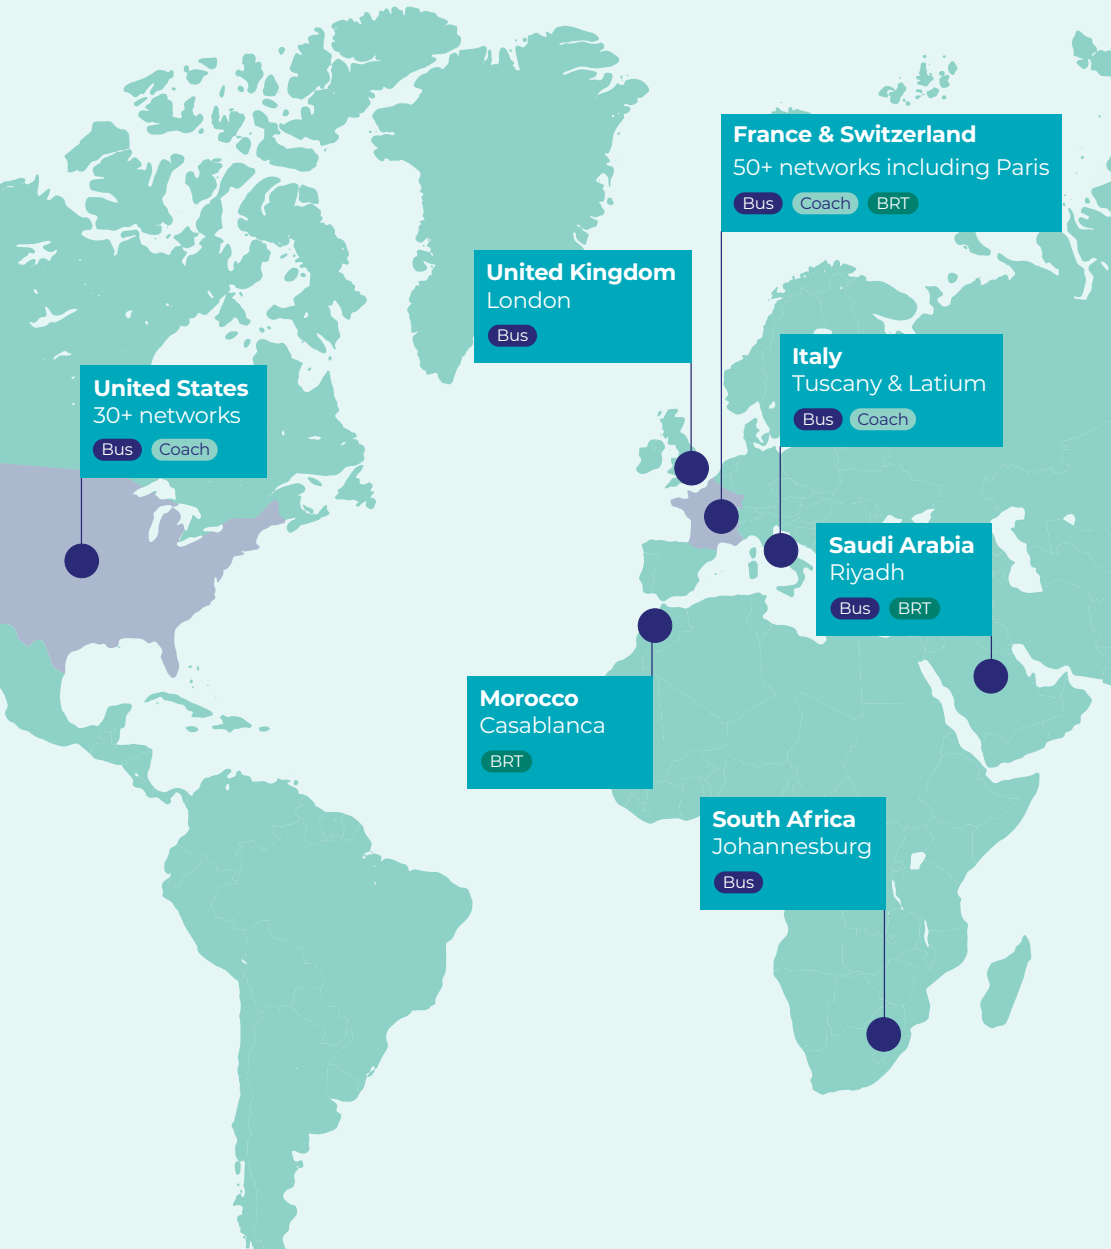 France & Switzerland
50+ networks including Paris
Bus Coach BRT
United Kingdom
London
Bus
Italy
Tuscany & Latium
Bus Coach
United States
30+ networks
Bus Coach
Saudi Arabia
Riyadh
Bus BRT
Morocco
Casablanca
BRT
South Africa
Johannesburg
Bus